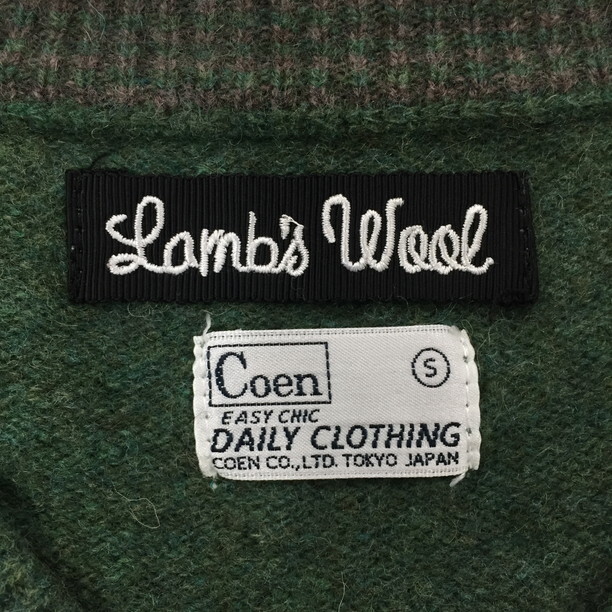 Lamb's Wool
Coen
S
EASY CHIC
DAILY CLOTHING
COEN CO.,LTD. TOKYO JAPAN